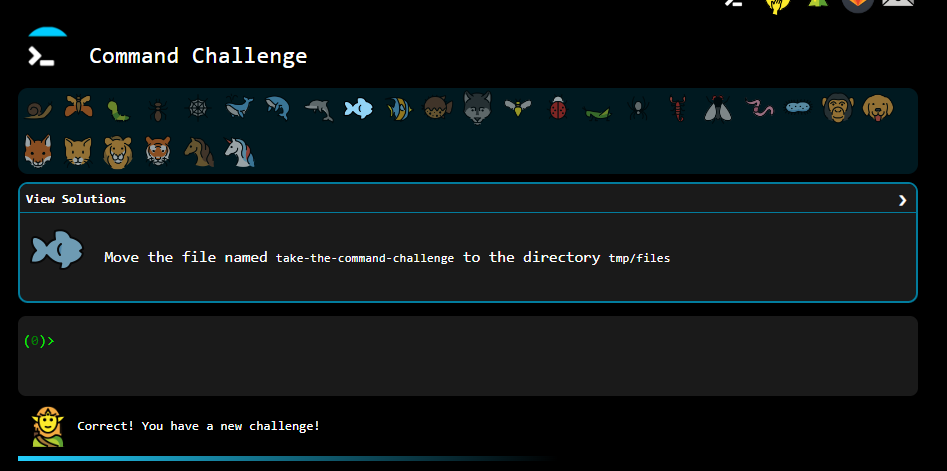 Command Challenge
View Solutions
Move the file named take-the-command-challenge to the directory tmp/files
(0)>
Correct! You have a new challenge!